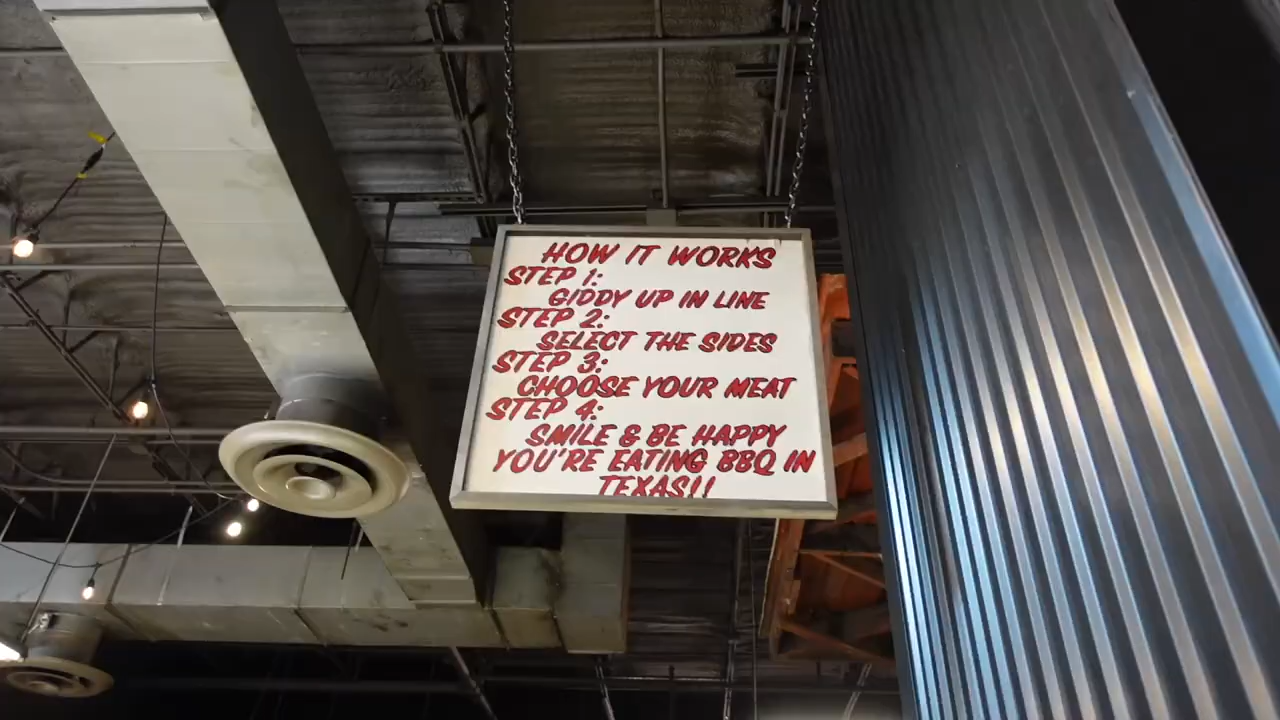 HOW IT WORKS
STEP 1:
GIDDY UP IN LINE
STEP 2:
SELECT THE SIDES
STEP 3:
CHOOSE YOUR MEAT
STEP 4:
SMILE & BE HAPPY
YOU'RE EATING BBQ IN
TEXAS!!